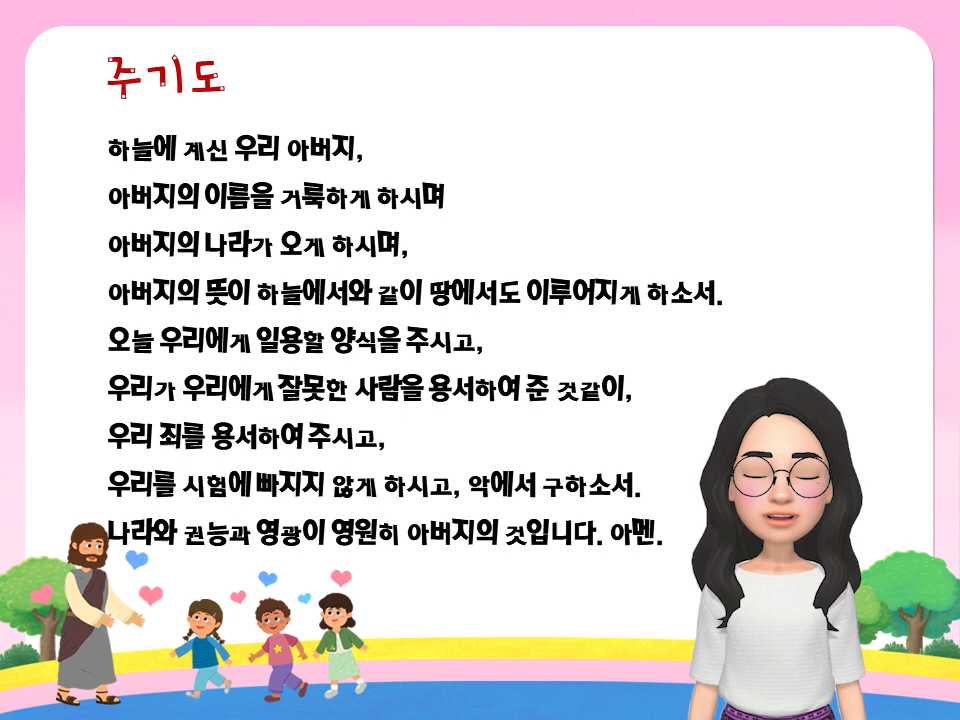 주기도
하늘에 계신 우리 아버지,
아버지의 이름을 거룩하게 하시며
아버지의 나라가 오게 하시며,
아버지의 뜻이 하늘에서와 같이 땅에서도 이루어지게 하소서.
오늘 우리에게 일용할 양식을 주시고,
우리가 우리에게 잘못한 사람을 용서하여 준 것같이,
우리 죄를 용서하여 주시고,
우리를 시험에 빠지지 않게 하시고, 악에서 구하소서.
나라와 권능과 영광이 영원히 아버지의 것입니다. 아멘.